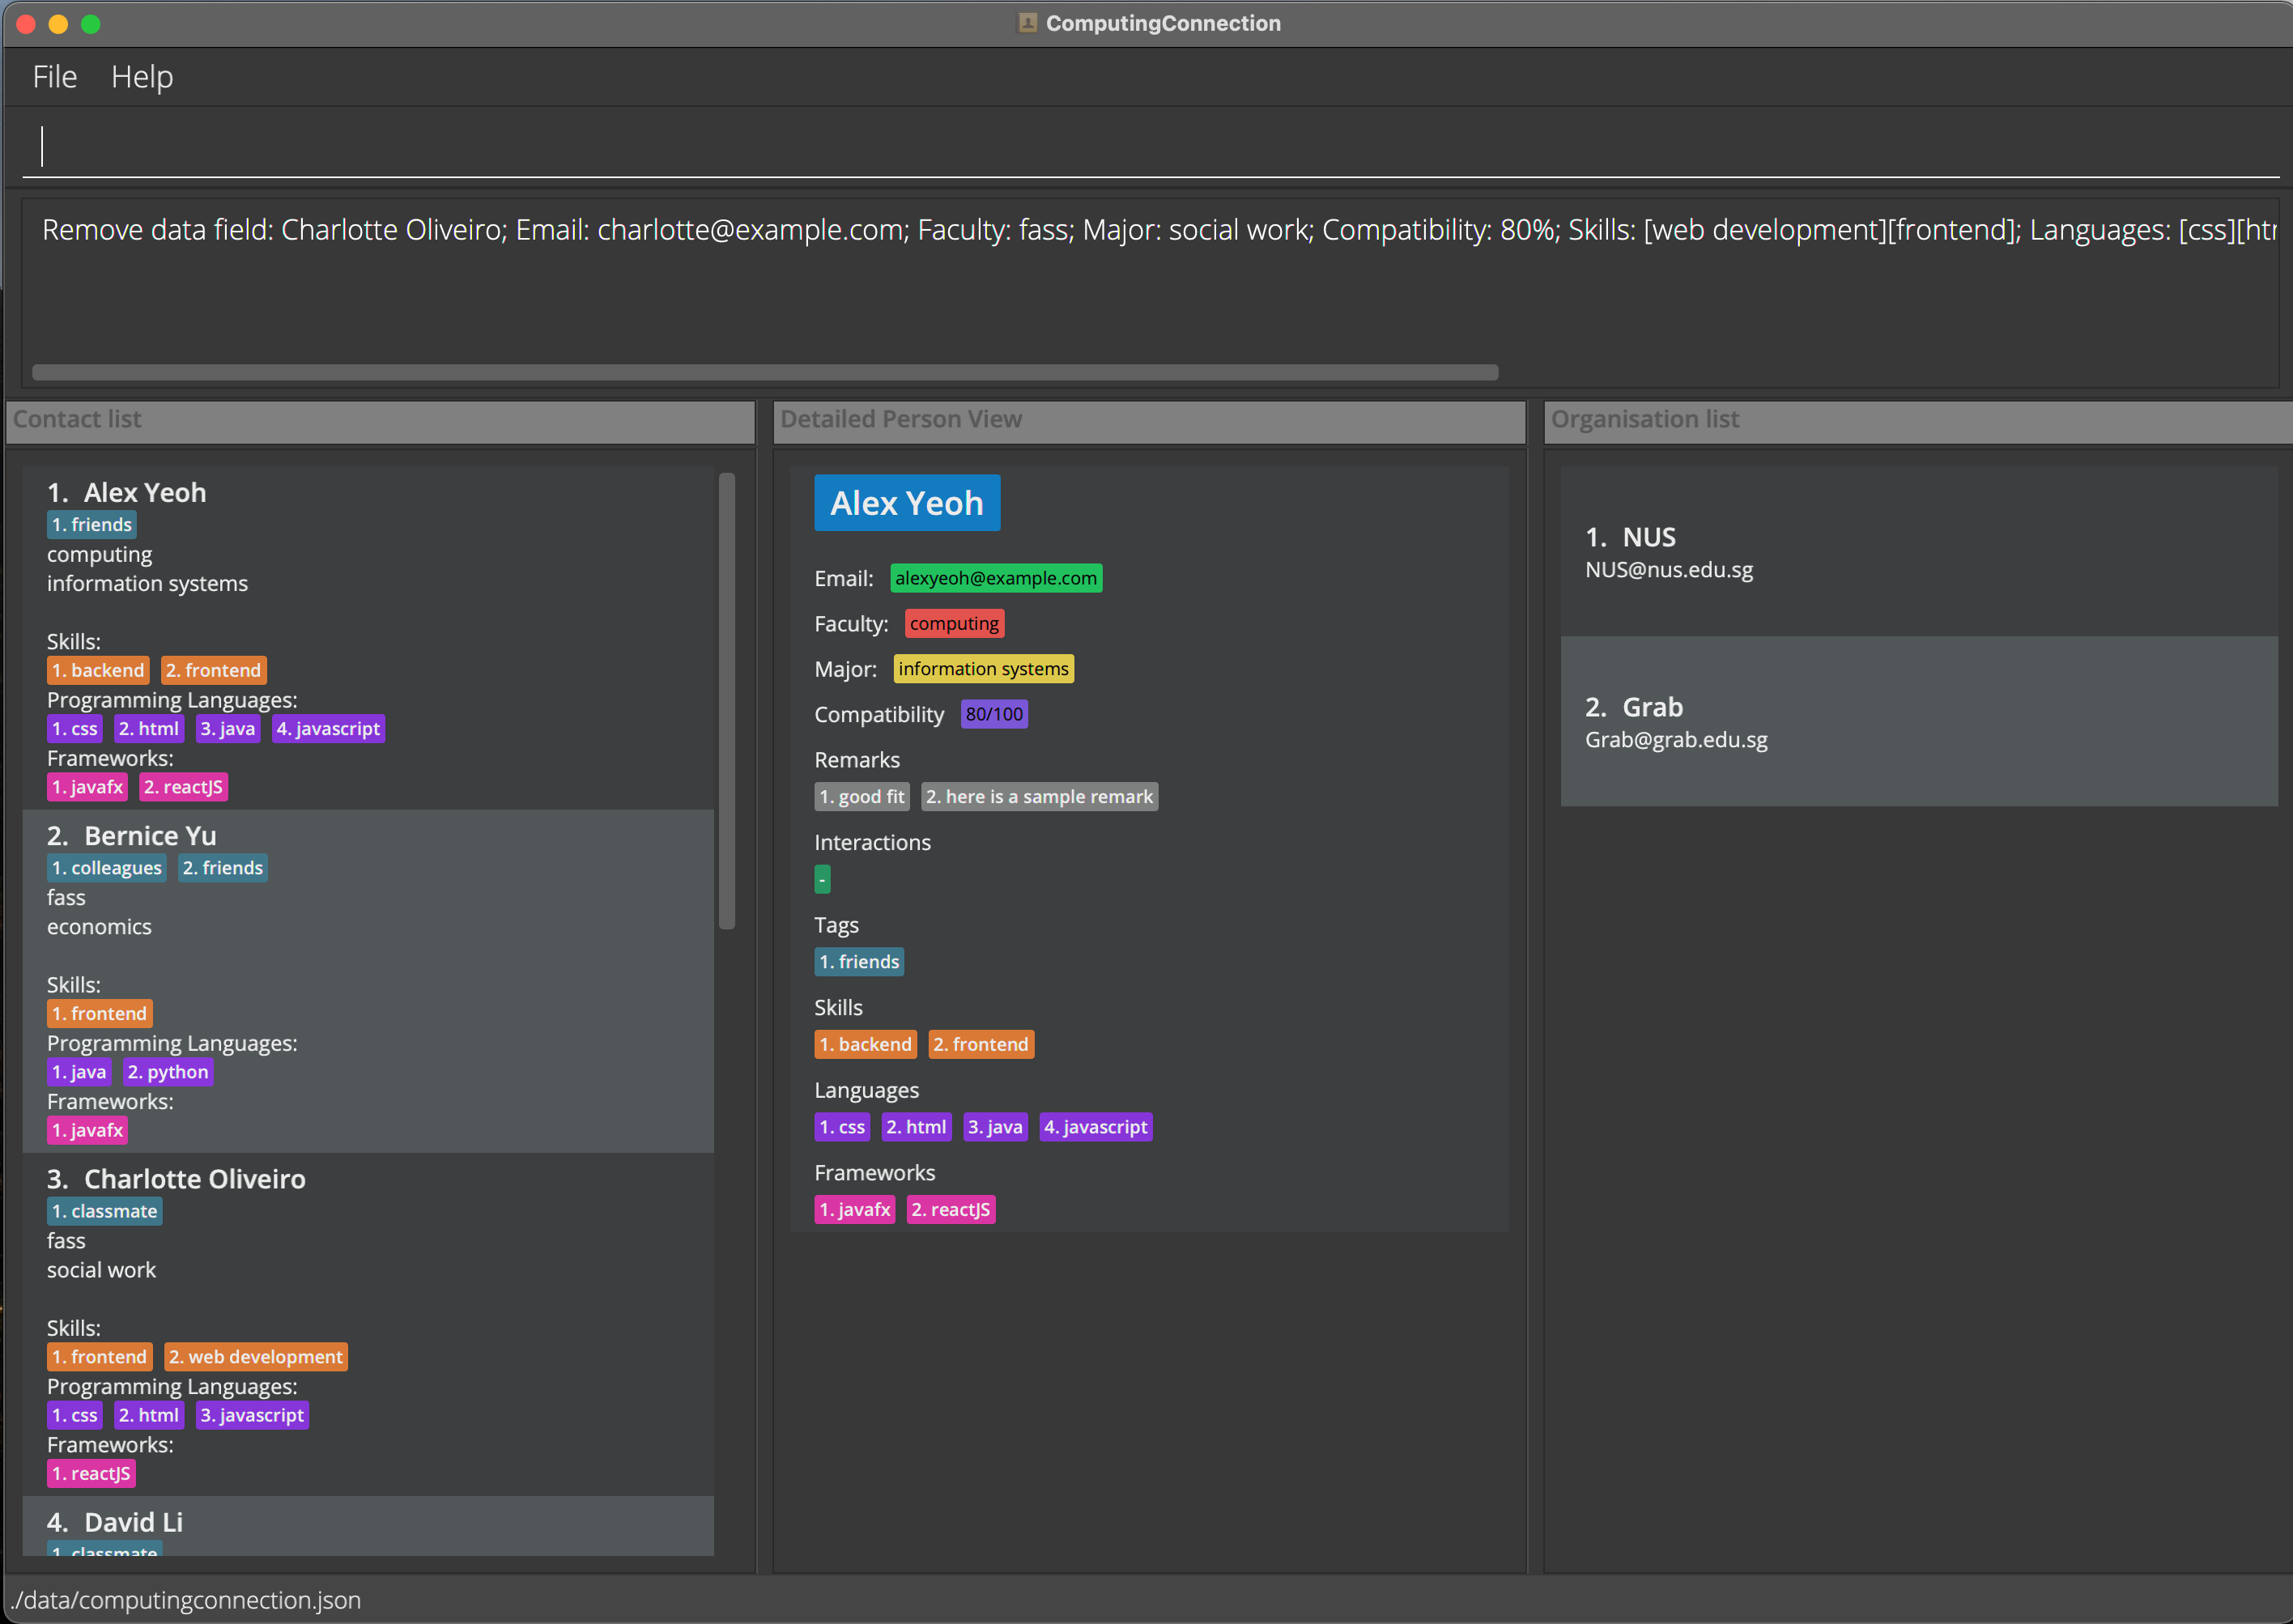 ComputingConnection
File Help
Remove data field: Charlotte Oliveiro; Email: charlotte@example.com; Faculty: fass; Major: social work; Compatibility: 80%; Skills: [web development][frontend]; Languages: [css][
Contact list
1. Alex Yeoh
1. friends
computing
information systems
Skills:
1. backend 2. frontend
Programming Languages:
1. css 2. html 3. java 4. javascript
Frameworks:
1. javafx 2. reactJS
2. Bernice Yu
1. colleagues 2. friends
fass
economics
Skills:
1. frontend
Programming Languages:
1. java 2. python
Frameworks:
1. javafx
3. Charlotte Oliveiro
1. classmate
fass
social work
Skills:
1. frontend 2. web development
Programming Languages:
1. css 2. html 3. javascript
Frameworks:
1. reactJS
4. David Li
1. classmate
Detailed Person View
Alex Yeoh
Email: alexyeoh@example.com
Faculty: computing
Major: information systems
Compatibility 80/100
Remarks
1. good fit 2. here is a sample remark
Interactions
-
Tags
1. friends
Skills
1. backend 2. frontend
Languages
1. css 2. html 3. java 4. javascript
Frameworks
1. javafx 2. reactJS
Organisation list
1. NUS
NUS@nus.edu.sg
2. Grab
Grab@grab.edu.sg
./data/computingconnection.json